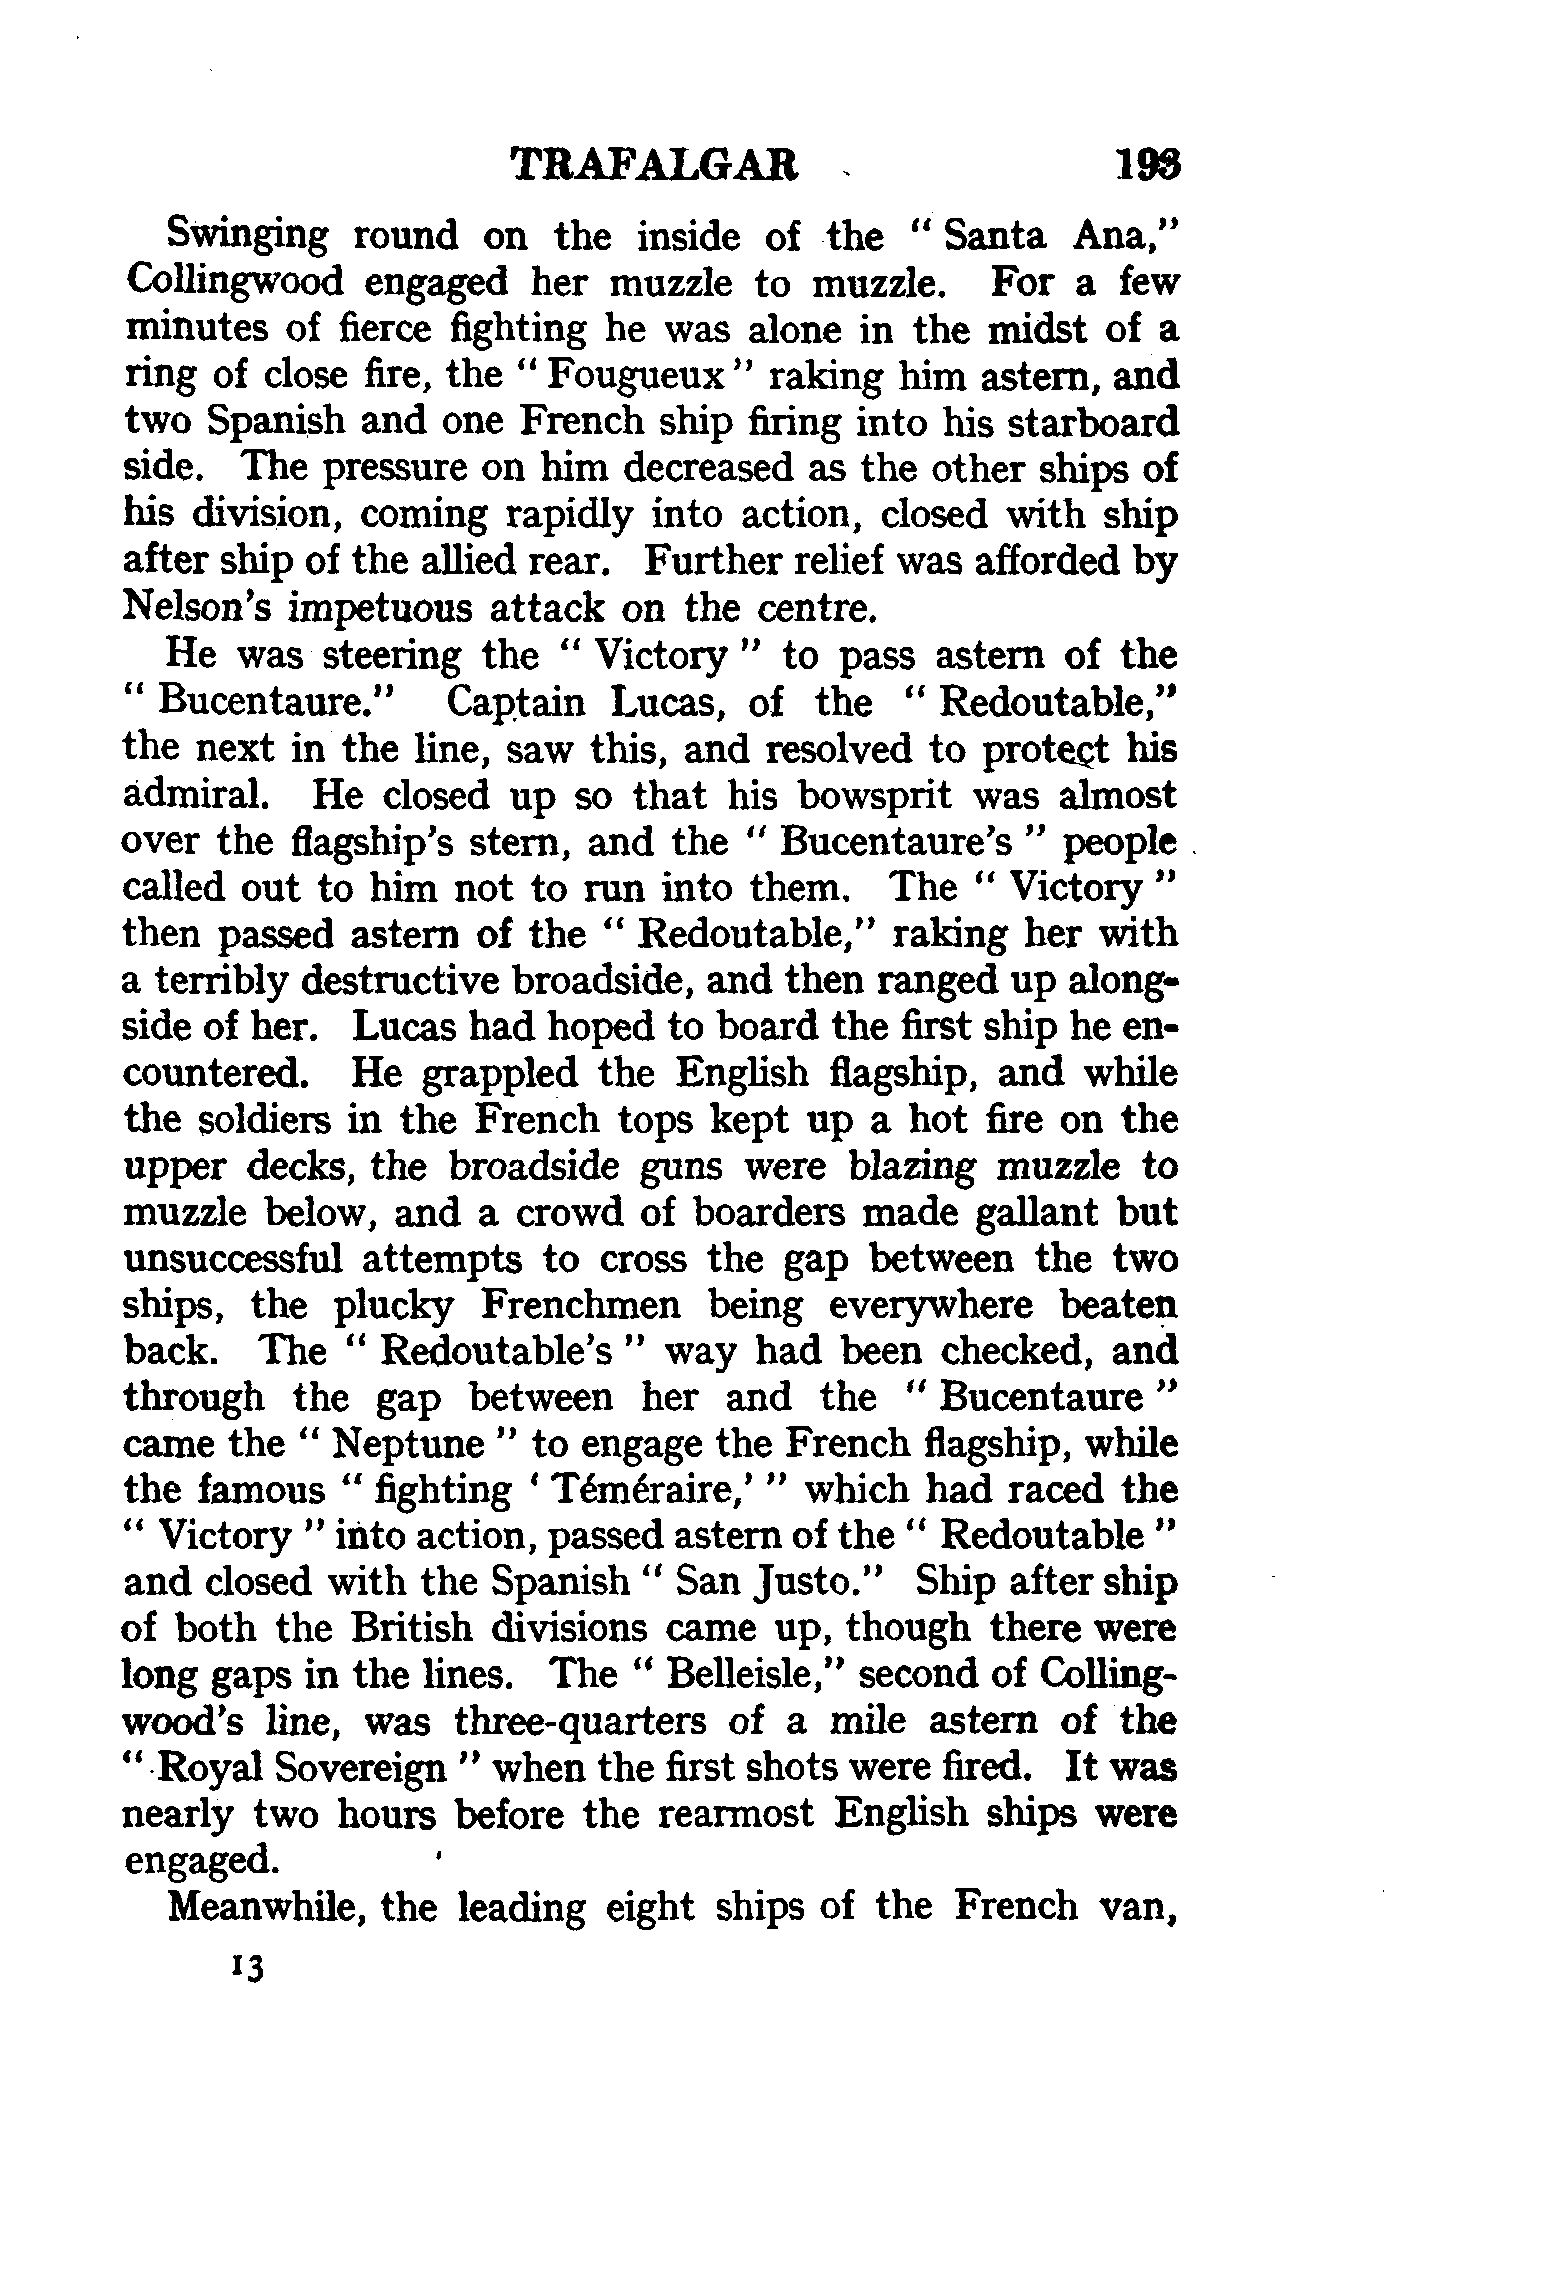 TRAFALGAR 193
Swinging round on the inside of the " Santa Ana,"
Collingwood engaged her muzzle to muzzle. For a few
minutes of fierce fighting he was alone in the midst of a
ring of close fire, the " Fougueux" raking him astern, and
two Spanish and one French ship firing into his starboard
side. The pressure on him decreased as the other ships of
his division, coming rapidly into action, closed with ship
after ship of the allied rear. Further relief was afforded by
Nelson's impetuous attack on the centre.
He was steering the " Victory " to pass astern of the
" Bucentaure." Captain Lucas, of the " Redoutable,"
the next in the line, saw this, and resolved to protect his
admiral. He closed up so that his bowsprit was almost
over the flagship's stern, and the " Bucentaure's " people
called out to him not to run into them. The " Victory "
then passed astern of the " Redoutable," raking her with
a terribly destructive broadside, and then ranged up along-
side of her. Lucas had hoped to board the first ship he en-
countered. He grappled the English flagship, and while
the soldiers in the French tops kept up a hot fire on the
upper decks, the broadside guns were blazing muzzle to
muzzle below, and a crowd of boarders made gallant but
unsuccessful attempts to cross the gap between the two
ships, the plucky Frenchmen being everywhere beaten
back. The " Redoutable's " way had been checked, and
through the gap between her and the " Bucentaure "
came the " Neptune " to engage the French flagship, while
the famous " fighting ' Téméraire,' " which had raced the
" Victory " into action, passed astern of the " Redoutable "
and closed with the Spanish " San Justo." Ship after ship
of both the British divisions came up, though there were
long gaps in the lines. The " Belleisle," second of Colling-
wood's line, was three-quarters of a mile astern of the
" Royal Sovereign " when the first shots were fired. It was
nearly two hours before the rearmost English ships were
engaged.
Meanwhile, the leading eight ships of the French van,
13